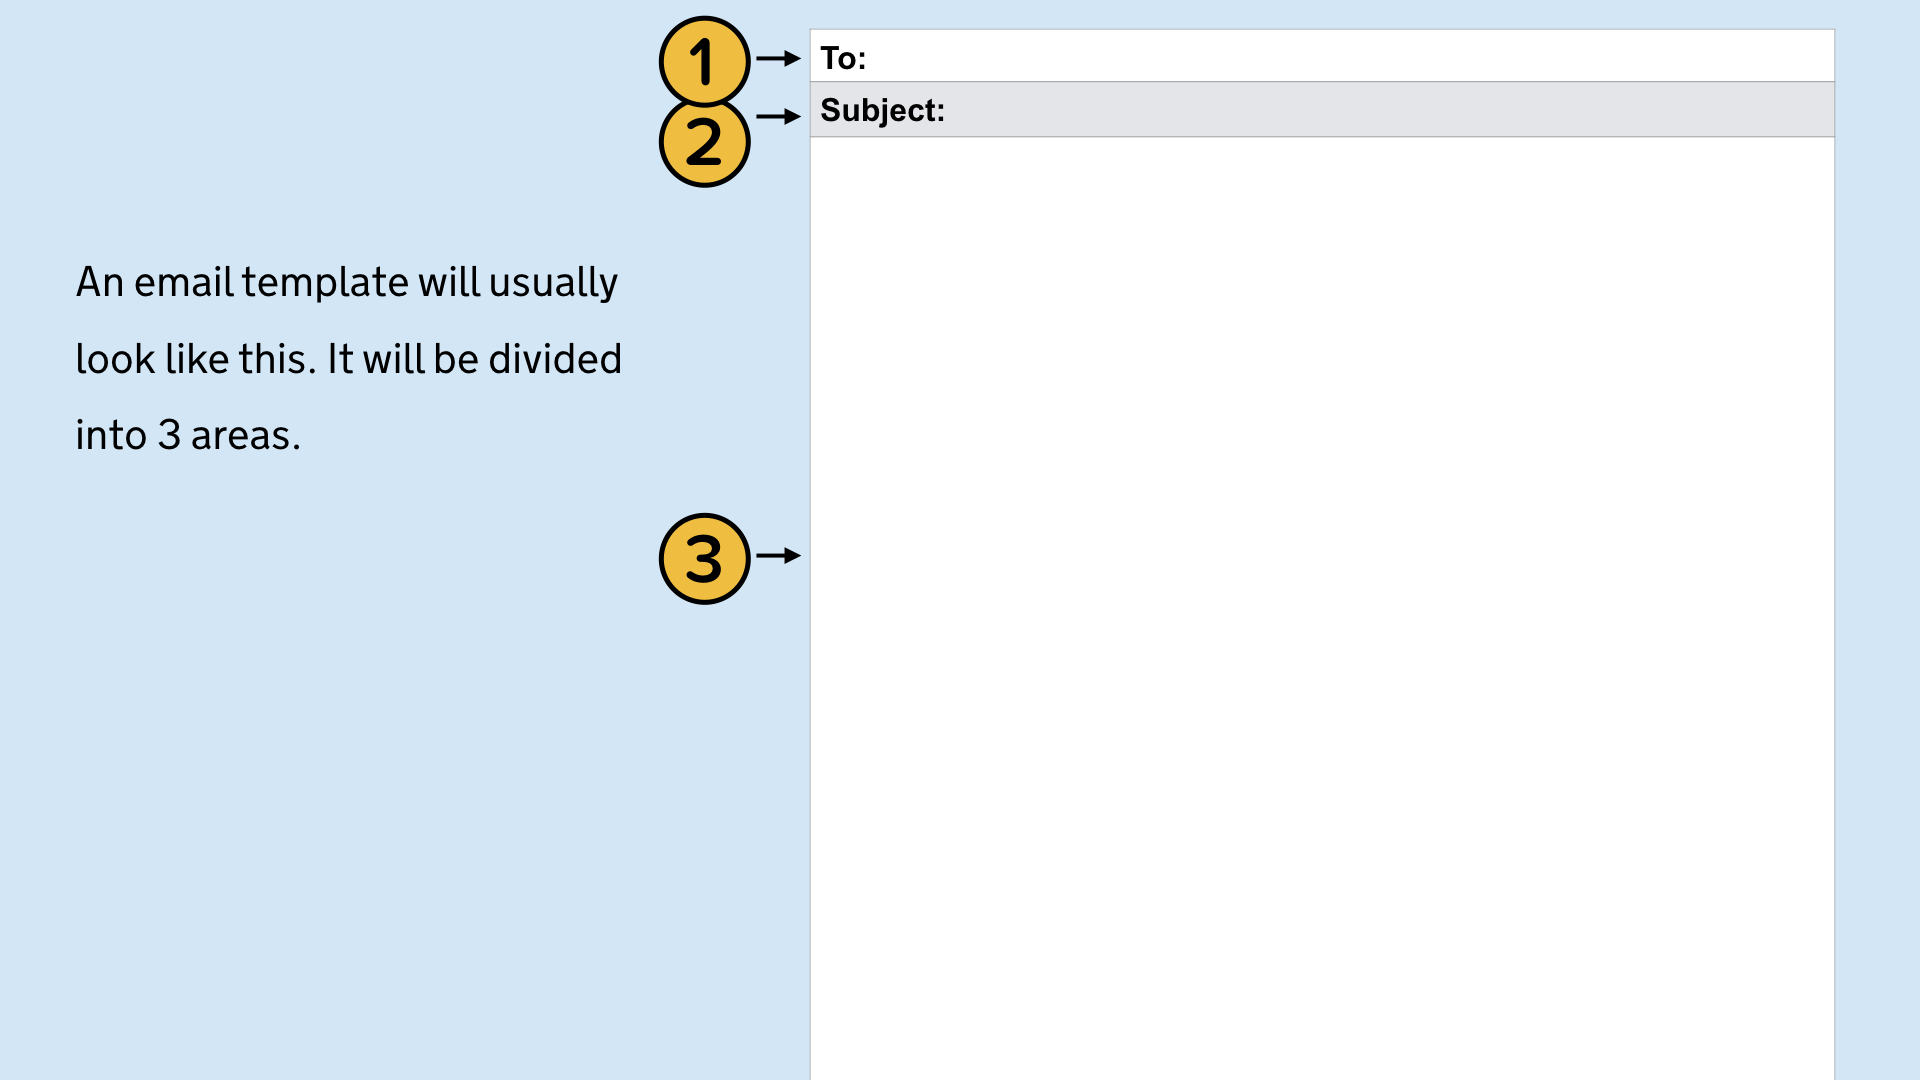 1
To:
2
Subject:
An email template will usually
look like this. It will be divided
into 3 areas.
3